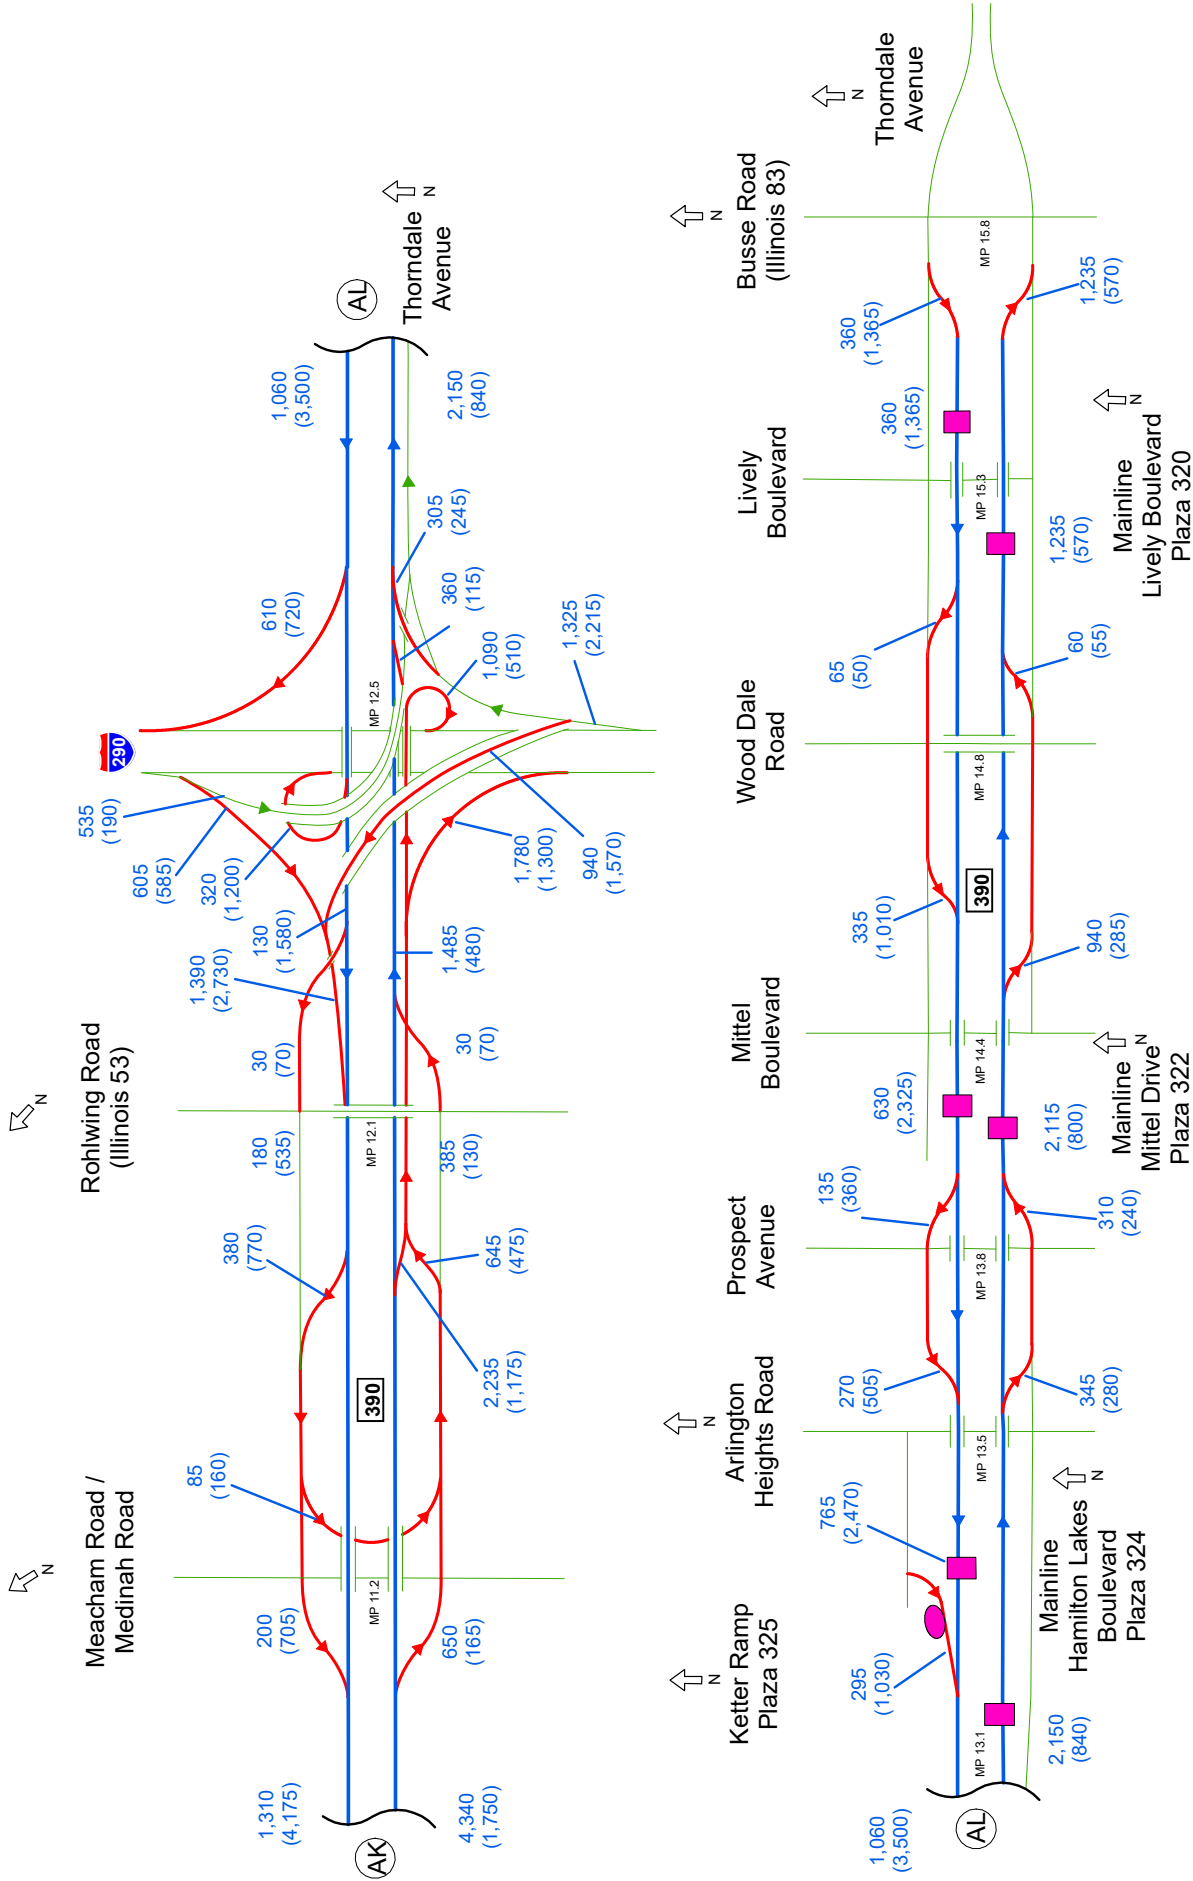 Meacham Road /
Medinah Road
N
Rohlwing Road
(Illinois 53)
N
290
Thorndale
Avenue
N
AK
1,310
(4,175)
4,340
(1,750)
200
(705)
650
(165)
MP 11.2
85
(160)
390
380
(770)
2,235
(1,175)
645
(475)
180
(535)
MP 12.1
385
(130)
30
(70)
30
(70)
1,390
(2,730)
130
(1,580)
1,485
(480)
320
(1,200)
605
(585)
535
(190)
1,780
(1,300)
940
(1,570)
MP 12.5
1,325
(2,215)
1,090
(510)
360
(115)
305
(245)
610
(720)
1,060
(3,500)
2,150
(840)
AL
Ketter Ramp
Plaza 325
N
Arlington
Heights Road
N
Prospect
Avenue
Mittel
Boulevard
Wood Dale
Road
Lively
Boulevard
Busse Road
(Illinois 83)
N
Thorndale
Avenue
N
AL
1,060
(3,500)
MP 13.1
2,150
(840)
295
(1,030)
765
(2,470)
Mainline
Hamilton Lakes
Boulevard
Plaza 324
N
MP 13.5
270
(505)
345
(280)
MP 13.8
135
(360)
310
(240)
630
(2,325)
2,115
(800)
Mainline
Mittel Drive
Plaza 322
N
MP 14.4
335
(1,010)
940
(285)
390
MP 14.8
65
(50)
60
(55)
1,235
(570)
MP 15.3
Mainline
Lively Boulevard
Plaza 320
N
360
(1,365)
360
(1,365)
1,235
(570)
MP 15.8